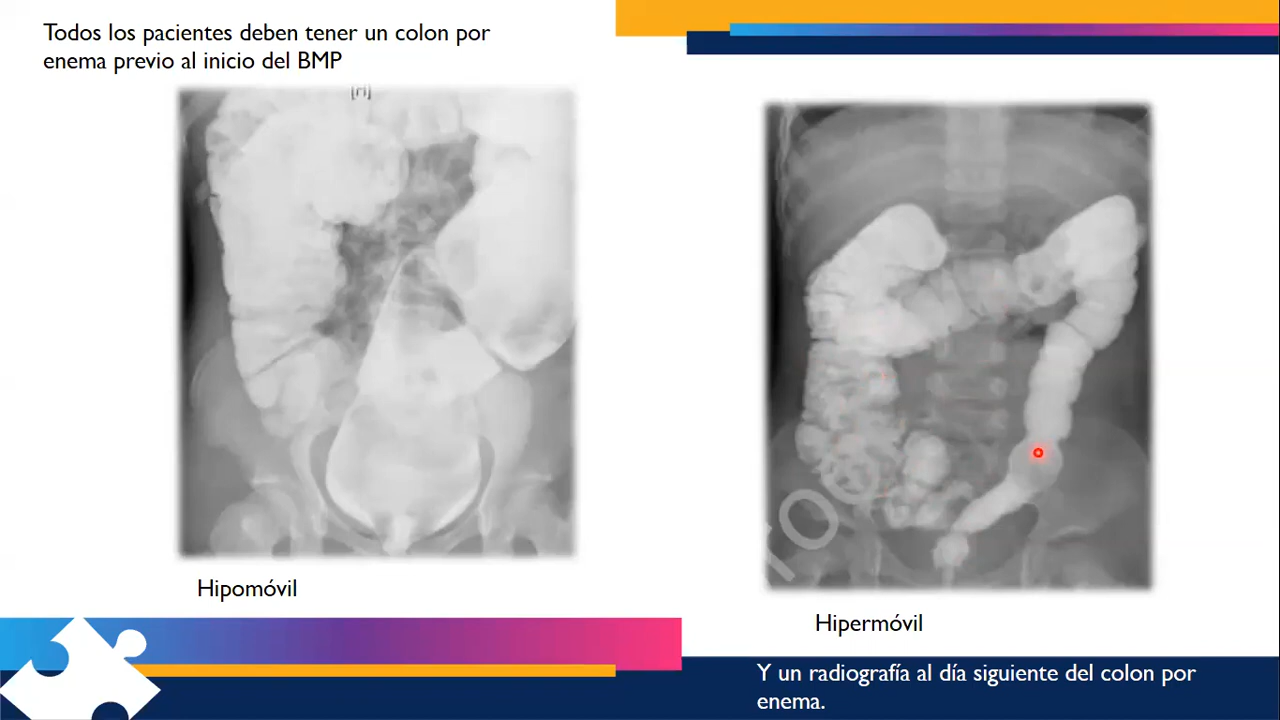 Todos los pacientes deben tener un colon por
enema previo al inicio del BMP
Hipomóvil
Hipermóvil
Y un radiografía al día siguiente del colon por
enema.